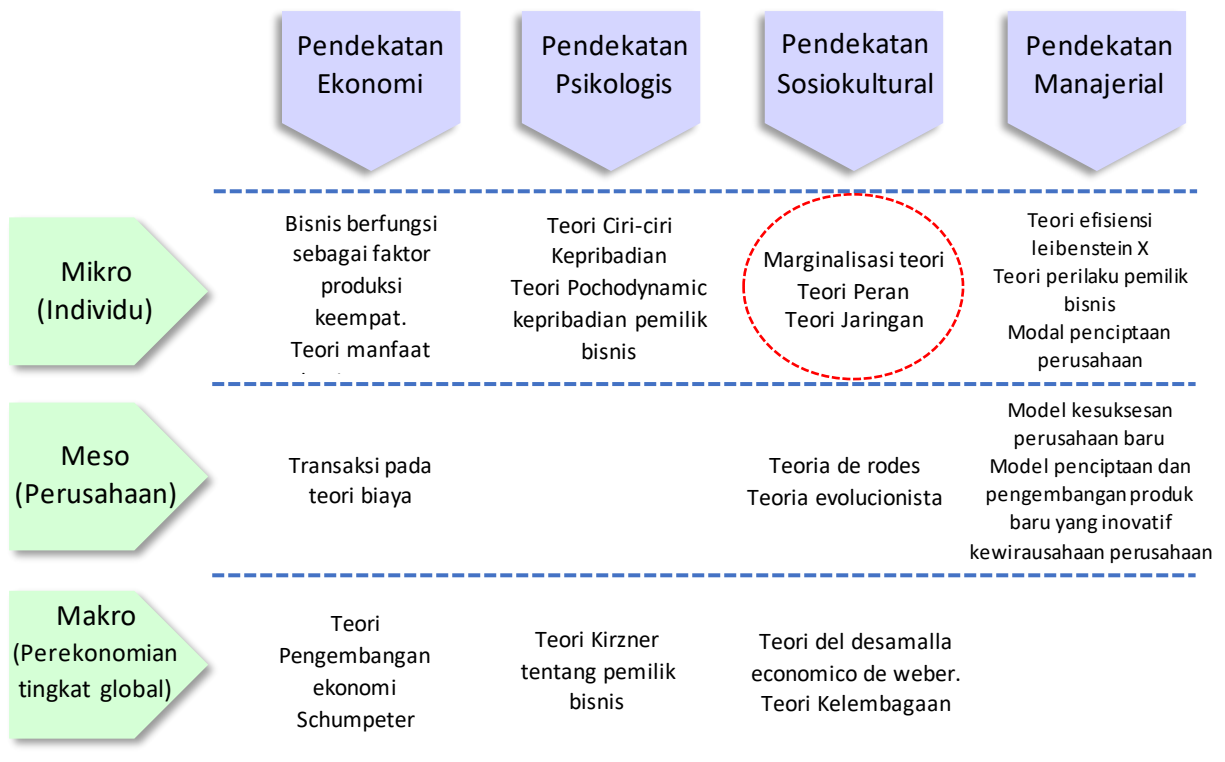 Pendekatan
Ekonomi
Pendekatan
Psikologis
Pendekatan
Sosiokultural
Pendekatan
Manajerial
Mikro
(Individu)
Bisnis berfungsi
sebagai faktor
produksi
keempat.
Teori manfaat
Teori Ciri-ciri
Kepribadian
Teori Pochodynamic
kepribadian pemilik
bisnis
Marginalisasi teori
Teori Peran
Teori Jaringan
Teori efisiensi
leibenstein X
Teori perilaku pemilik
bisnis
Modal penciptaan
perusahaan
Meso
(Perusahaan)
Transaksi pada
teori biaya
Teoria de rodes
Teoria evolucionista
Model kesuksesan
perusahaan baru
Model penciptaan dan
pengembangan produk
baru yang inovatif
kewirausahaan perusahaan
Makro
(Perekonomian
tingkat global)
Teori
Pengembangan
ekonomi
Schumpeter
Teori Kirzner
tentang pemilik
bisnis
Teori del desamalla
economico de weber.
Teori Kelembagaan